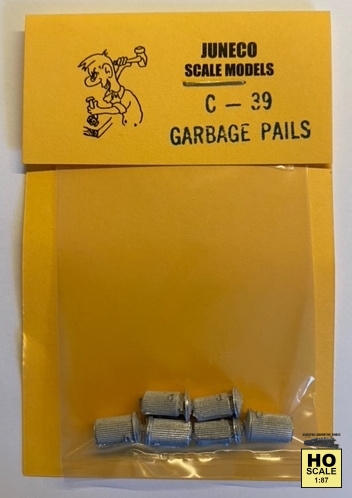 JUNECO
SCALE MODELS
C - 39
GARBAGE PAILS
HO
SCALE
1:87